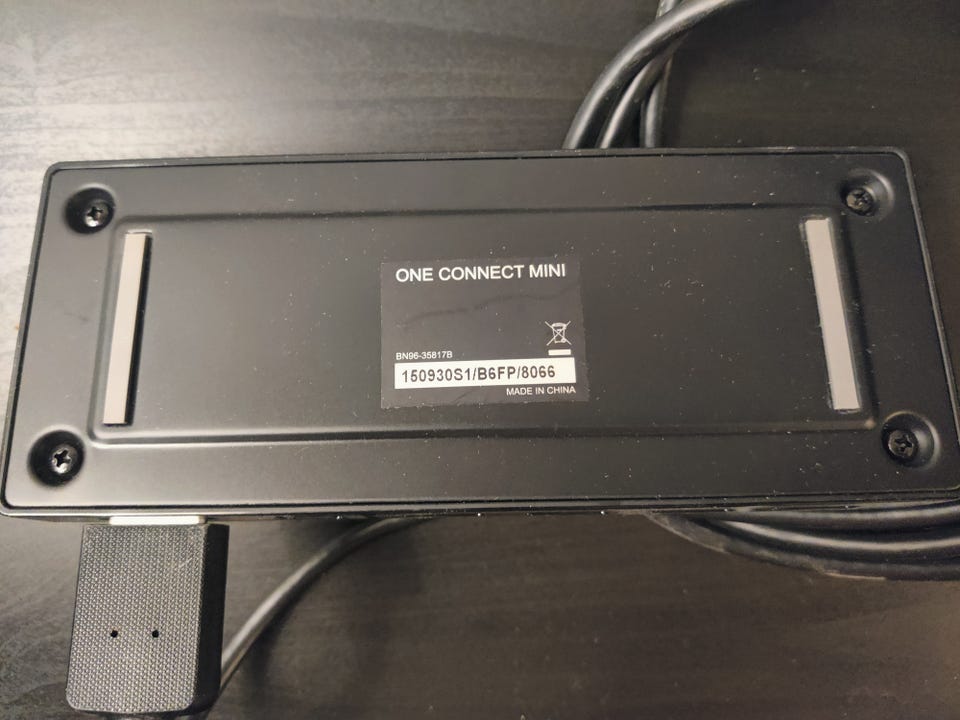 ONE CONNECT MINI
BN96-35817B
150930S1/B6FP/8066
MADE IN CHINA